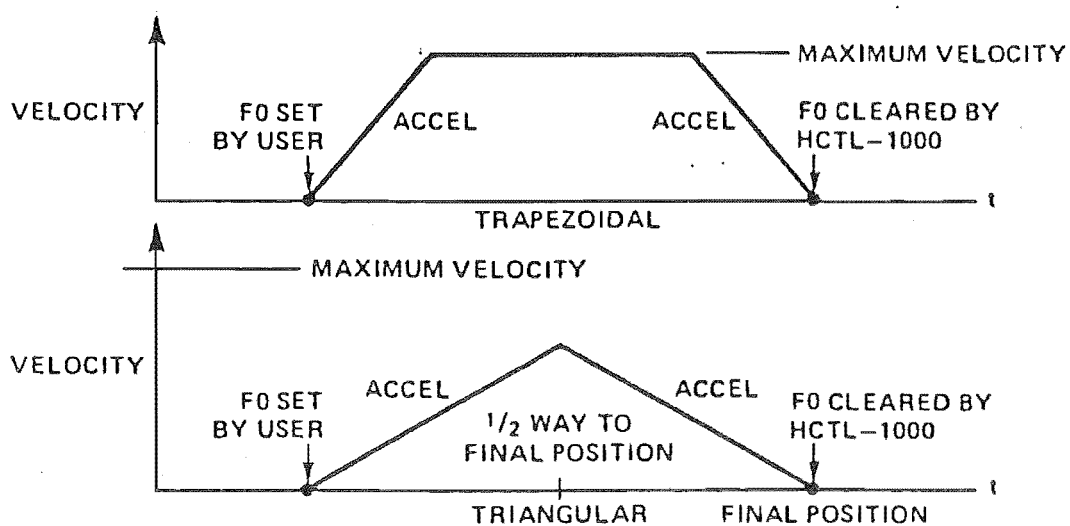 MAXIMUM VELOCITY
VELOCITY
F0 SET
BY USER
ACCEL
ACCEL
F0 CLEARED BY
HCTL–1000
t
TRAPEZOIDAL
MAXIMUM VELOCITY
VELOCITY
F0 SET
BY USER
ACCEL
1/2 WAY TO
FINAL POSITION
ACCEL
F0 CLEARED BY
HCTL–1000
t
TRIANGULAR
FINAL POSITION